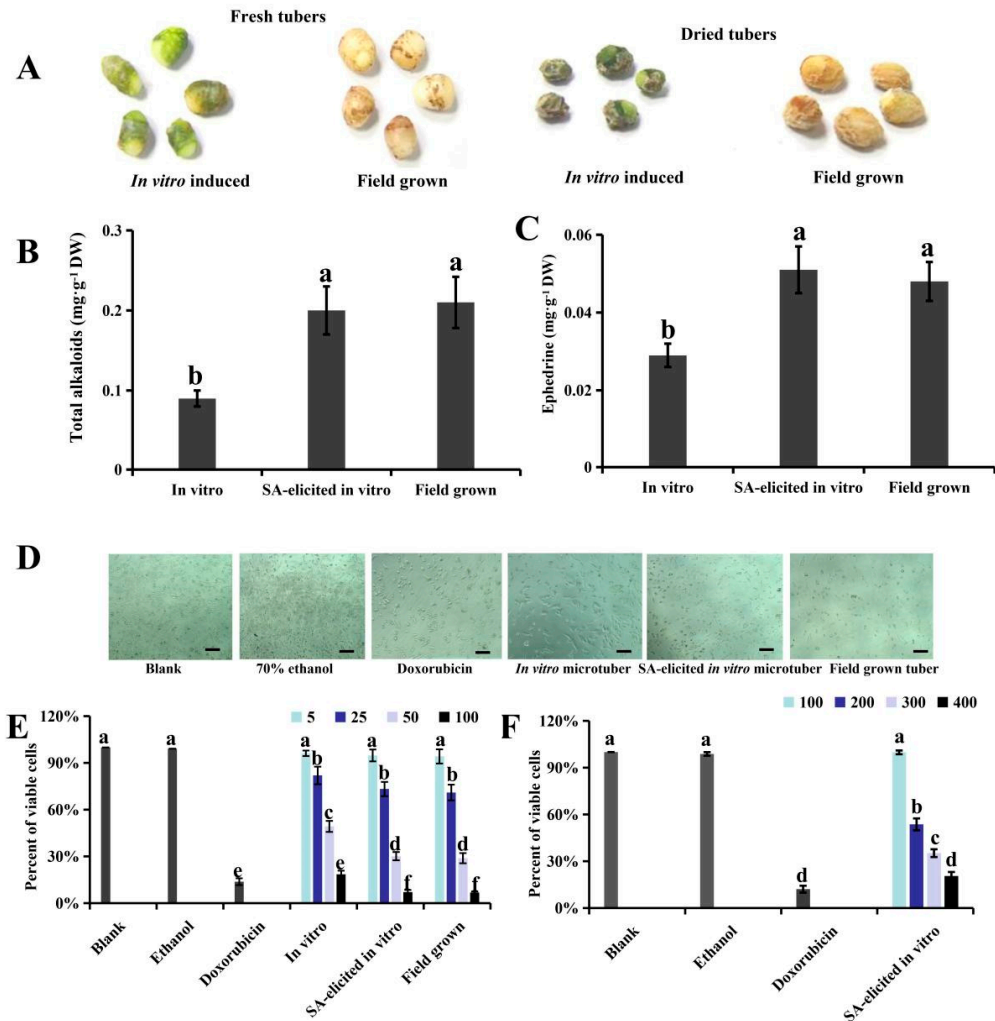 A
Fresh tubers
Dried tubers
In vitro induced
Field grown
In vitro induced
Field grown
B
Total alkaloids (mg·g⁻¹ DW)
0.3
0.2
0.1
0
b
a
a
In vitro
SA-elicited in vitro
Field grown
C
Ephedrine (mg·g⁻¹ DW)
0.06
0.04
0.02
0
b
a
a
In vitro
SA-elicited in vitro
Field grown
D
Blank
70% ethanol
Doxorubicin
In vitro microtuber
SA-elicited in vitro microtuber
Field grown tuber
E
Percent of viable cells
120%
90%
60%
30%
0%
5 25 50 100
a
a
e
a b c e
a b d f
a b d f
Blank
Ethanol
Doxorubicin
In vitro
SA-elicited in vitro
Field grown
F
Percent of viable cells
120%
90%
60%
30%
0%
100 200 300 400
a
a
d
a b c d
Blank
Ethanol
Doxorubicin
SA-elicited in vitro